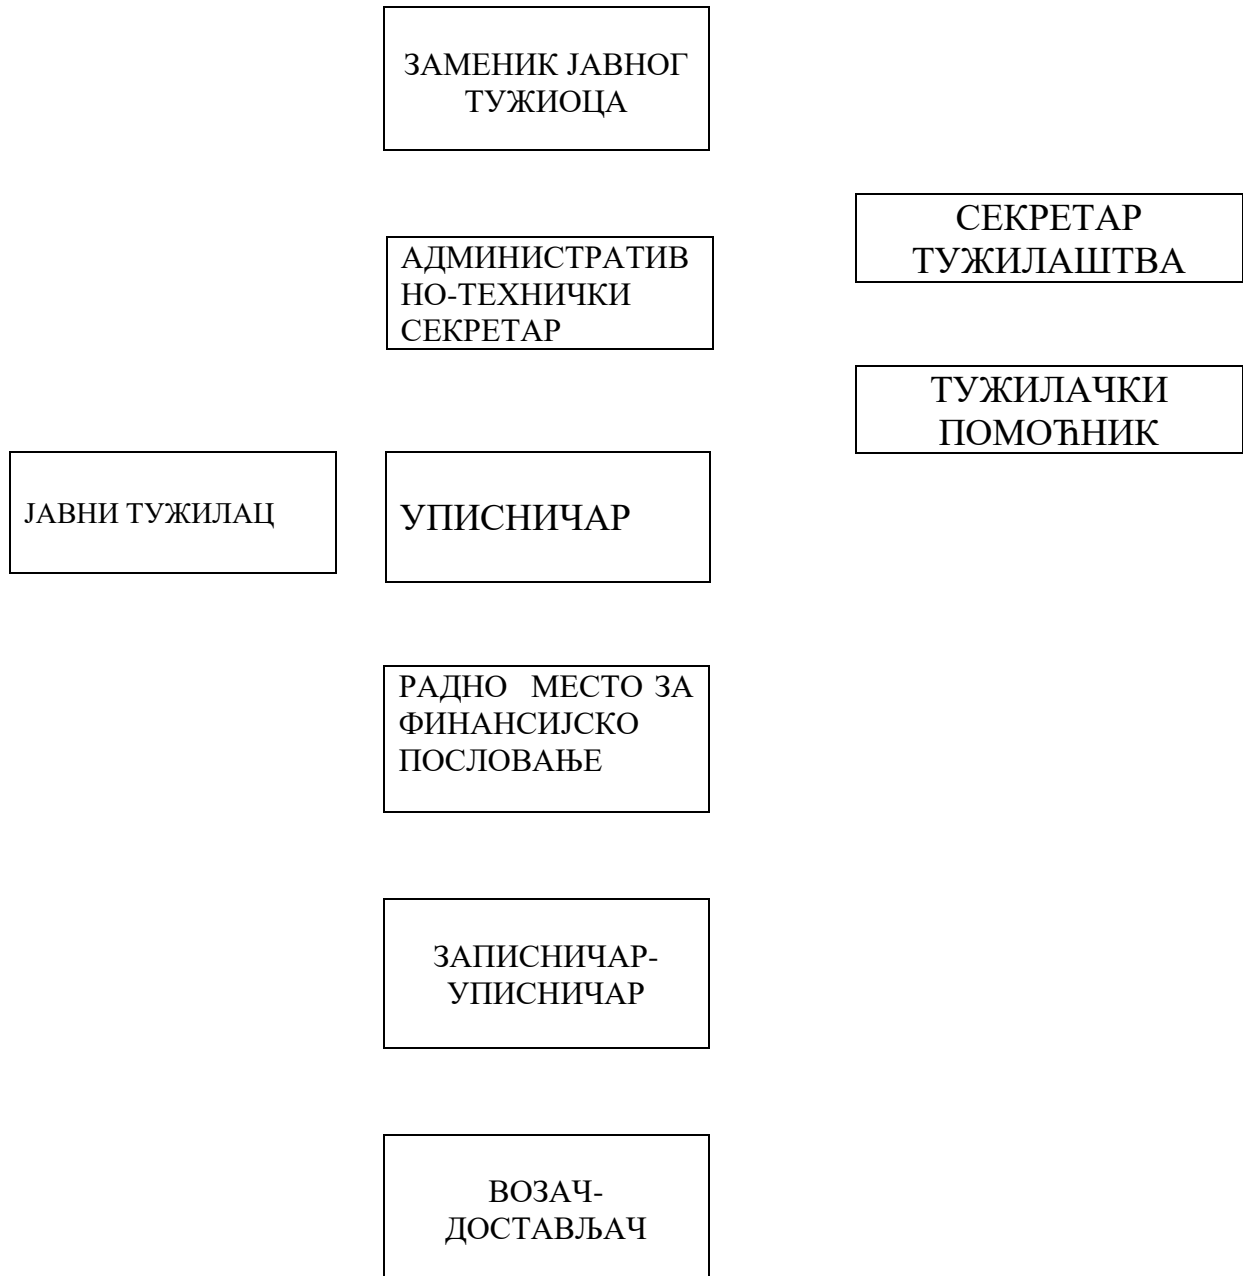 ЗАМЕНИК ЈАВНОГ
ТУЖИОЦА
СЕКРЕТАР
ТУЖИЛАШТВА
АДМИНИСТРАТИВ
НО-ТЕХНИЧКИ
СЕКРЕТАР
ТУЖИЛАЧКИ
ПОМОЋНИК
ЈАВНИ ТУЖИЛАЦ
УПИСНИЧАР
РАДНО МЕСТО ЗА
ФИНАНСИЈСКО
ПОСЛОВАЊЕ
ЗАПИСНИЧАР-
УПИСНИЧАР
ВОЗАЧ-
ДОСТАВЉАЧ